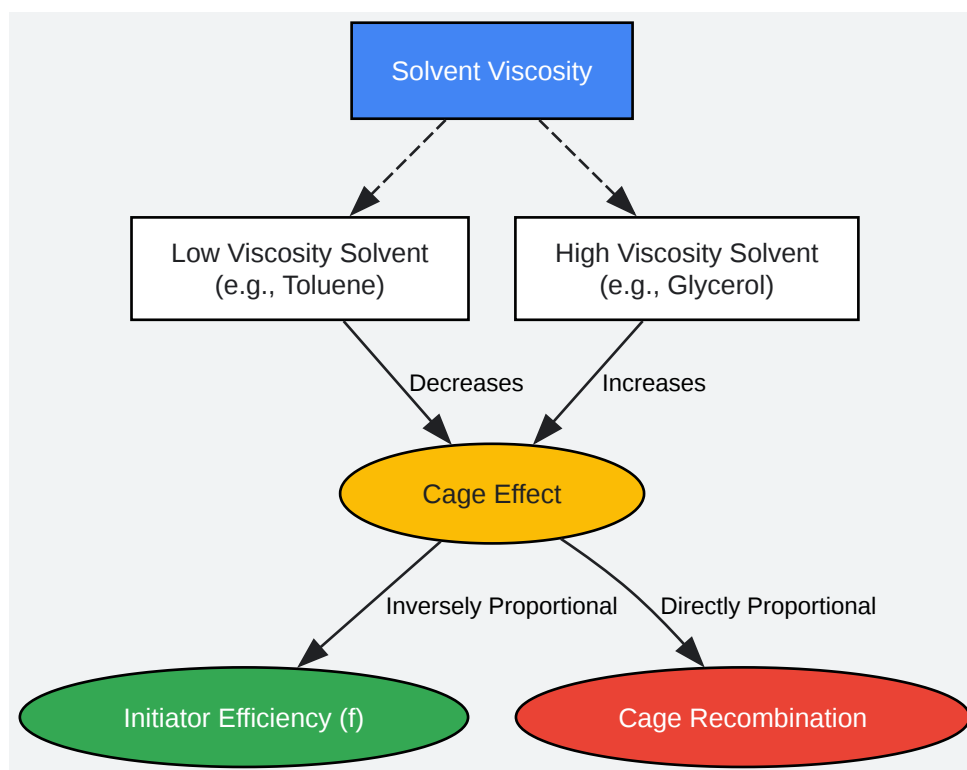 Solvent Viscosity
Low Viscosity Solvent
(e.g., Toluene)
High Viscosity Solvent
(e.g., Glycerol)
Decreases
Increases
Cage Effect
Inversely Proportional
Directly Proportional
Initiator Efficiency (f)
Cage Recombination